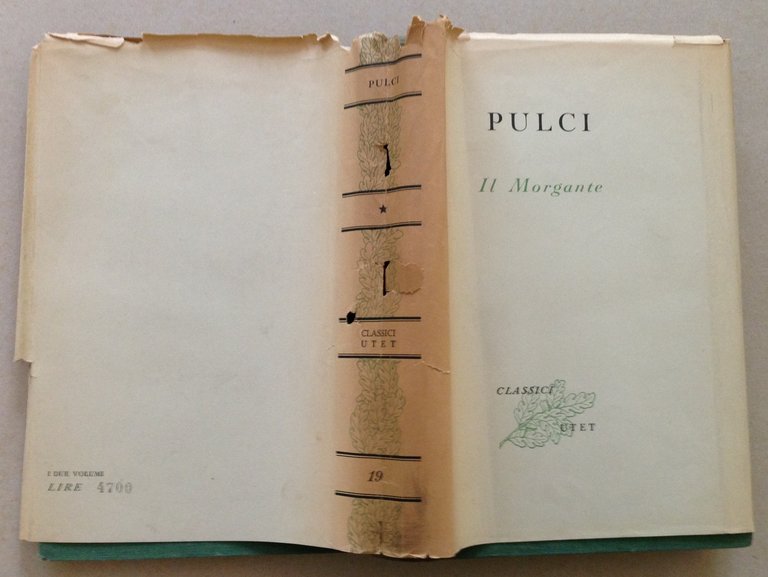 I DUE VOLUMI
LIRE 4700
PULCI
CLASSICI
UTET
19
PULCI
Il Morgante
CLASSICI
UTET